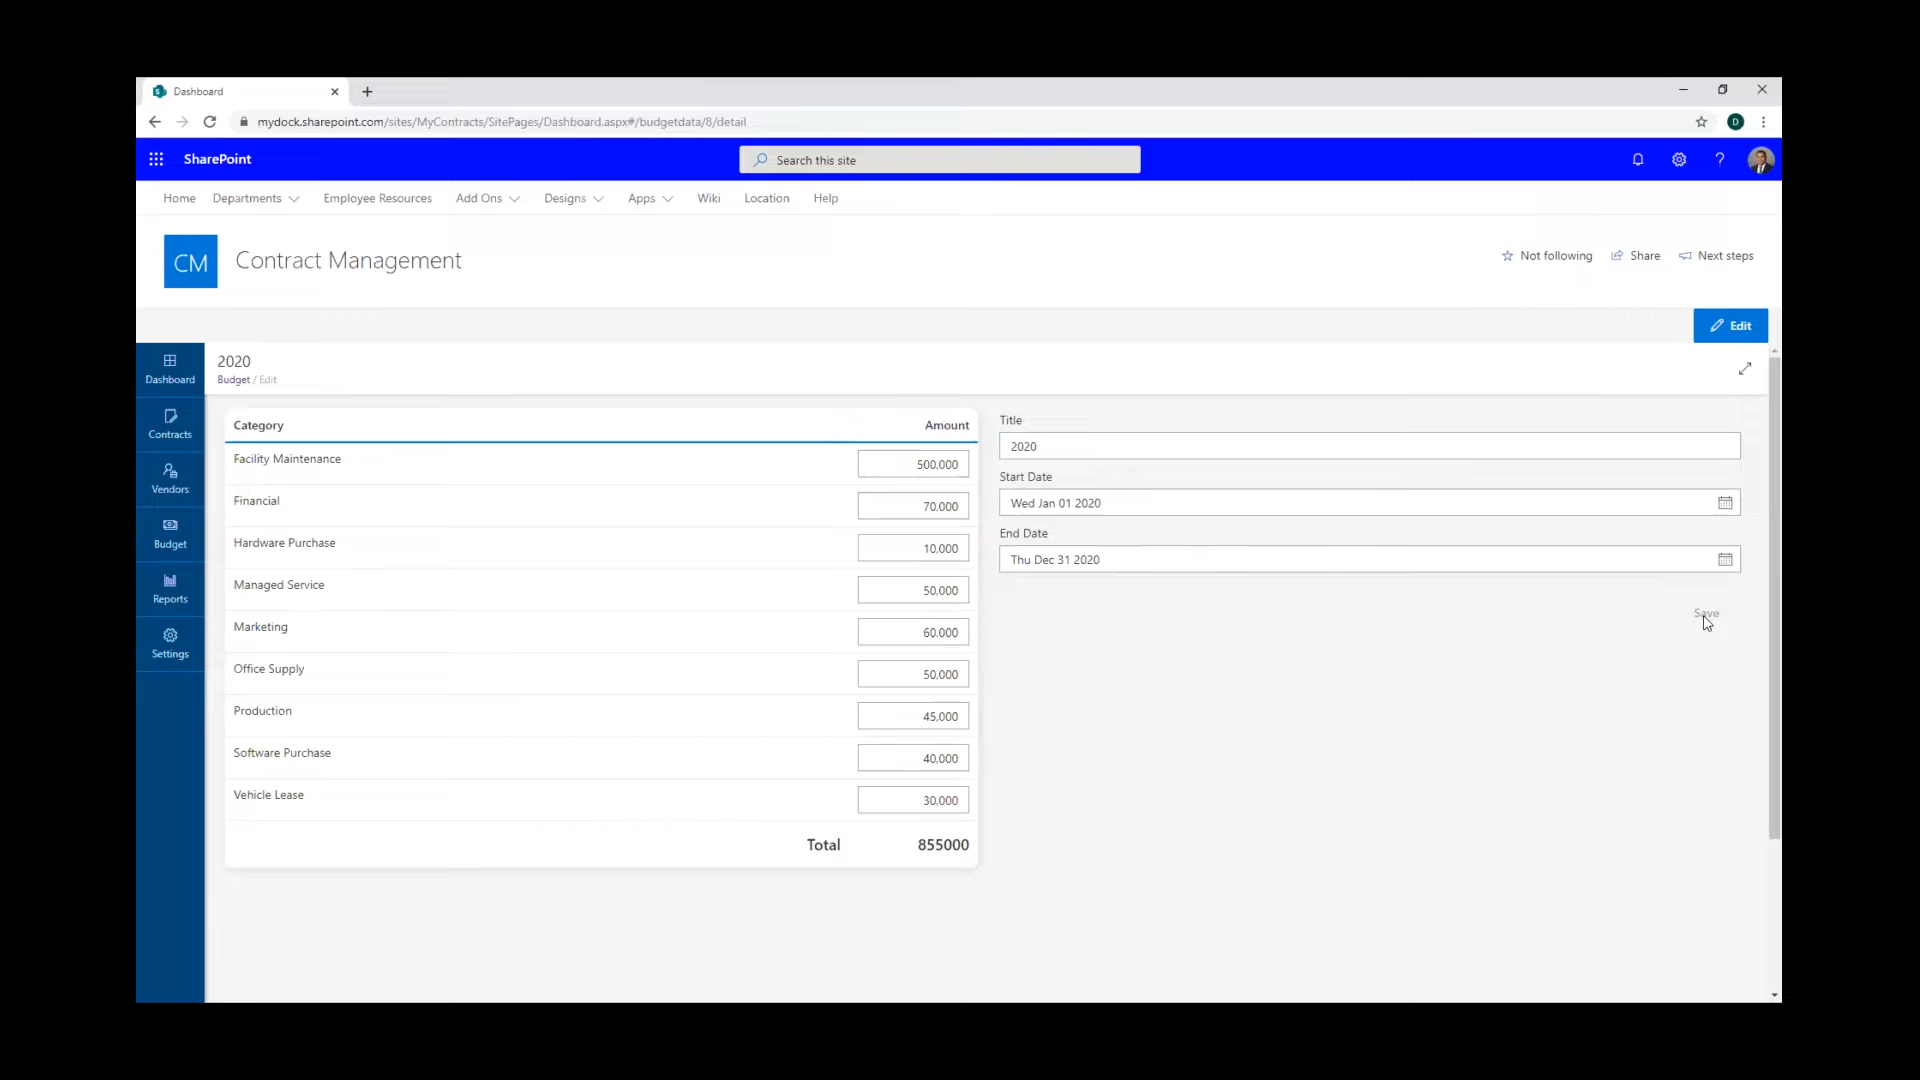 Dashboard
mydock.sharepoint.com/sites/MyContracts/SitePages/Dashboard.aspx#/budgetdata/8/detail
D
SharePoint
Search this site
Home Departments Employee Resources Add Ons Designs Apps Wiki Location Help
CM Contract Management
Not following Share Next steps
Edit
Dashboard
Contracts
Vendors
Budget
Reports
Settings
2020
Budget / Edit
Category Amount
Facility Maintenance 500,000
Financial 70,000
Hardware Purchase 10,000
Managed Service 50,000
Marketing 60,000
Office Supply 50,000
Production 45,000
Software Purchase 40,000
Vehicle Lease 30,000
Total 855000
Title
2020
Start Date
Wed Jan 01 2020
End Date
Thu Dec 31 2020
Save